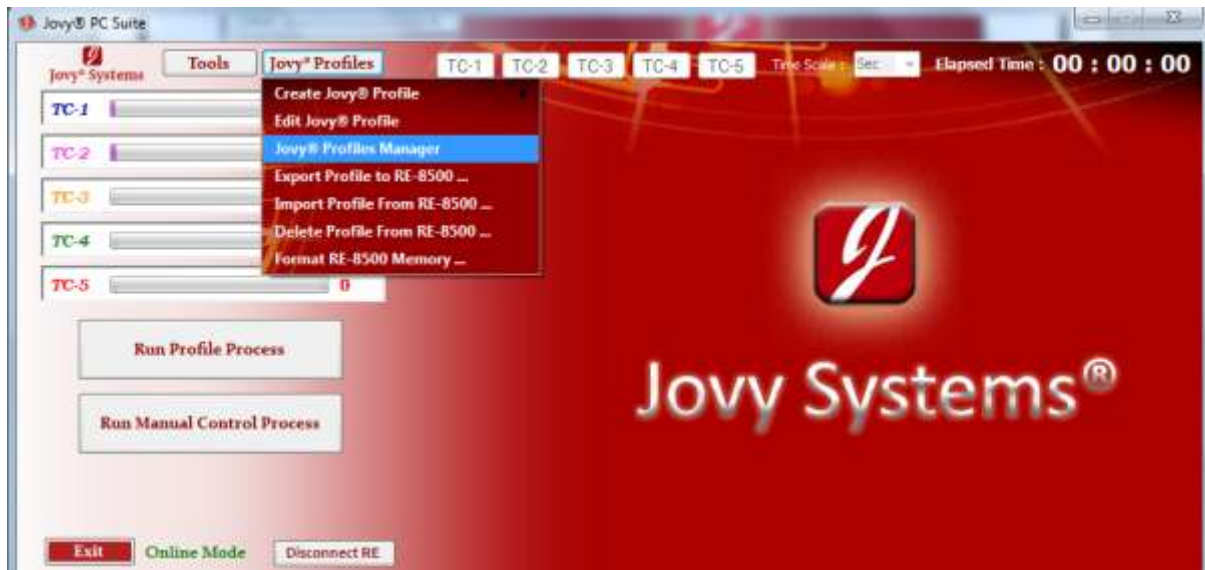 Jovy® PC Suite
Jovy® Systems
Tools
Jovy® Profiles
TC-1 TC-2 TC-3 TC-4 TC-5
Time Scale : Sec
Elapsed Time : 00 : 00 : 00
TC-1
TC-2
TC-3
TC-4
TC-5 0
Create Jovy® Profile
Edit Jovy® Profile
Jovy® Profiles Manager
Export Profile to RE-8500 ...
Import Profile From RE-8500 ...
Delete Profile From RE-8500 ...
Format RE-8500 Memory ...
Run Profile Process
Run Manual Control Process
Jovy Systems®
Exit
Online Mode
Disconnect RE